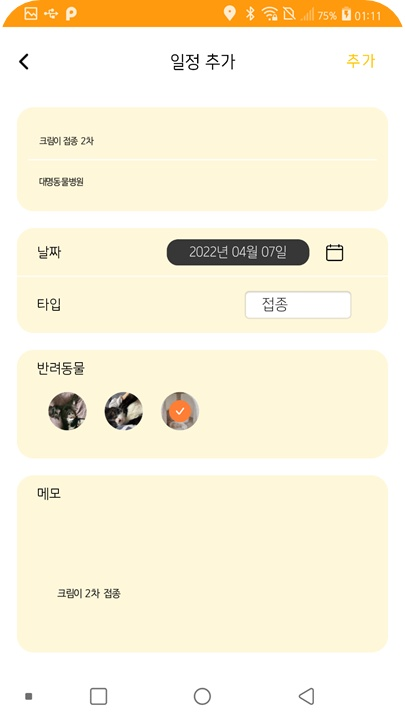 75% 01:11
일정 추가 추가
크림이 접종 2차
대명동물병원
날짜 2022년 04월 07일
타입 접종
반려동물
메모
크림이 2차 접종